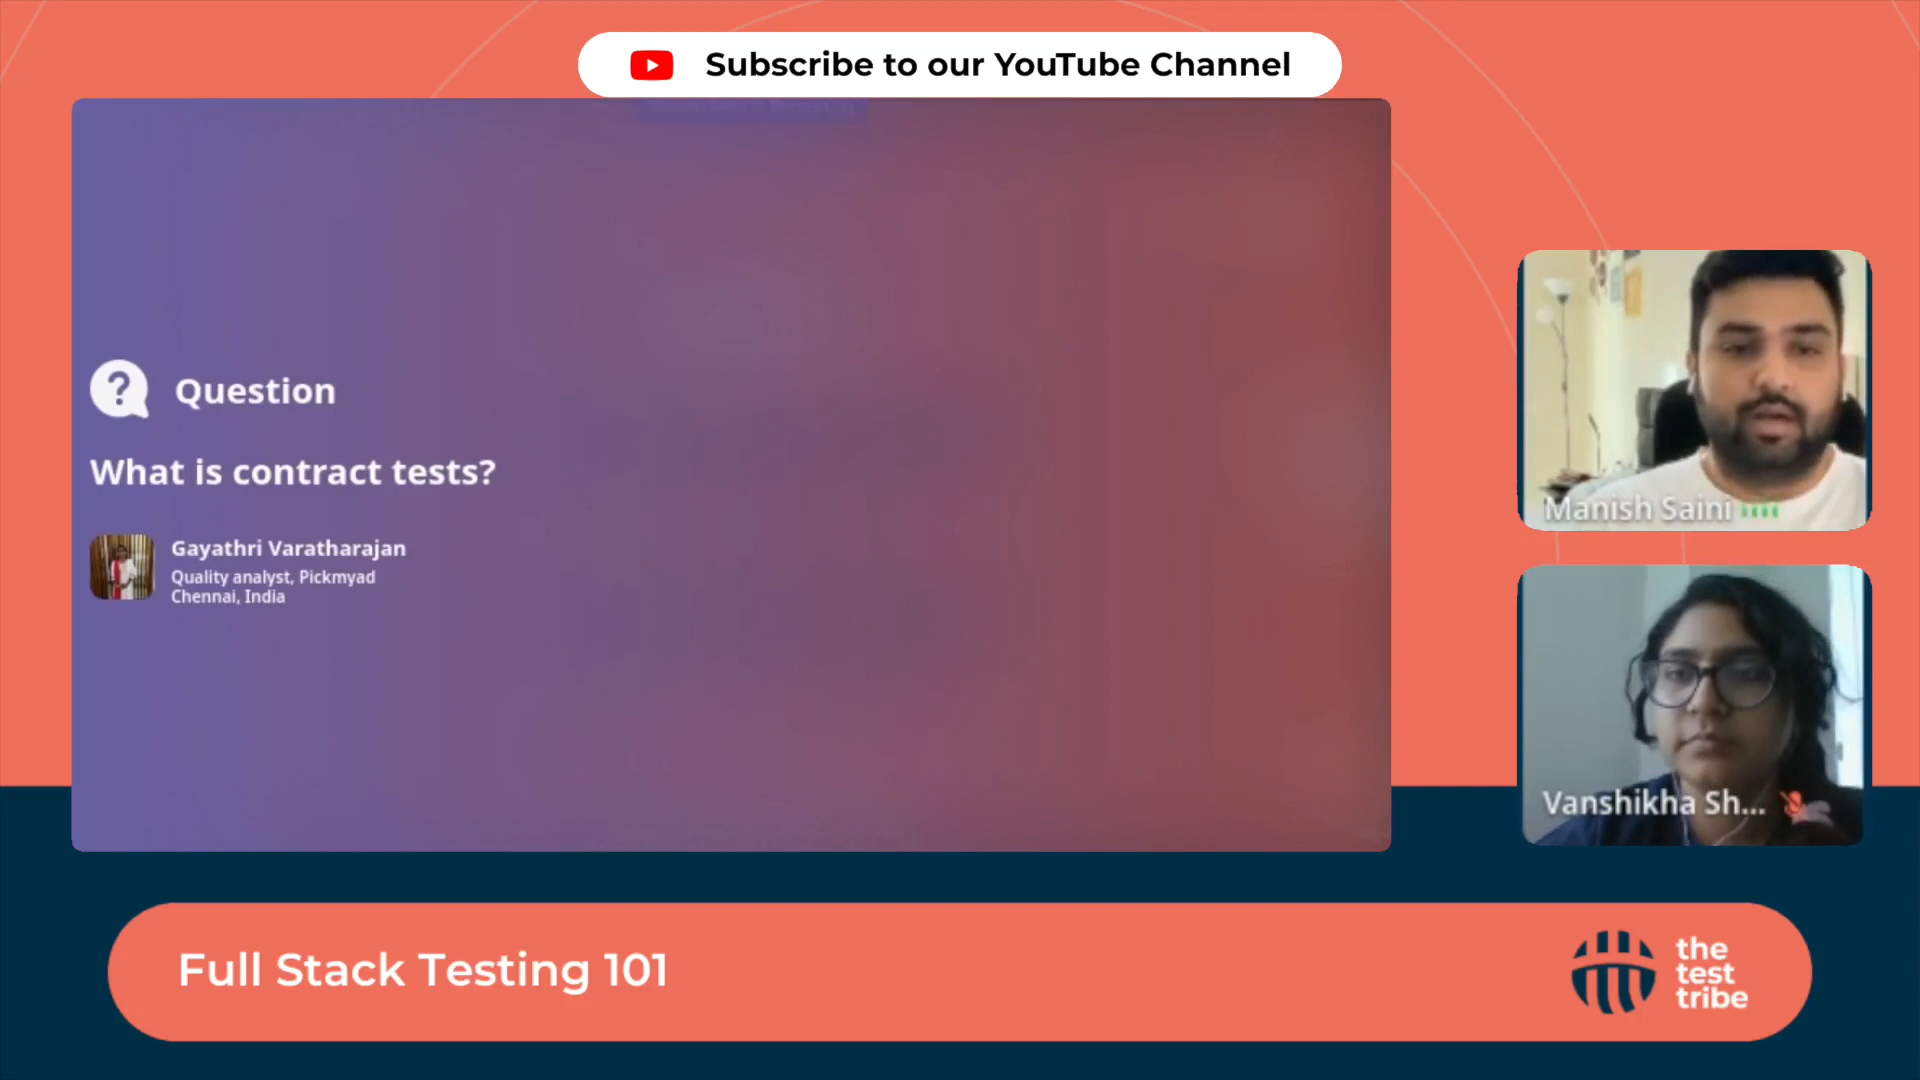 Subscribe to our YouTube Channel
Question
What is contract tests?
Gayathri Varatharajan
Quality analyst, Pickmyad
Chennai, India
Manish Saini
Vanshikha Sh...
Full Stack Testing 101
the
test
tribe